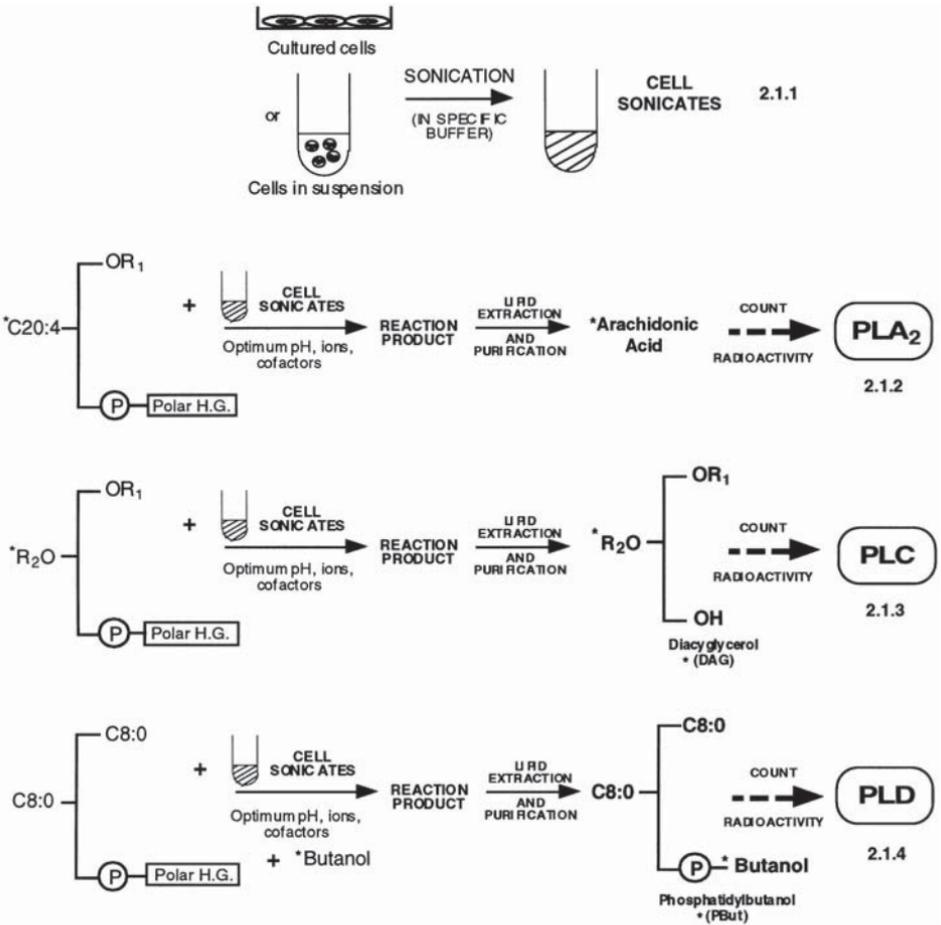 Cultured cells
or
Cells in suspension
SONICATION
(IN SPECIFIC
BUFFER)
CELL
SONICATES
2.1.1
OR1
*C20:4
P Polar H.G.
+
CELL
SONICATES
Optimum pH, ions,
cofactors
REACTION
PRODUCT
LIPID
EXTRACTION
AND
PURIFICATION
*Arachidonic
Acid
COUNT
RADIOACTIVITY
PLA2
2.1.2
OR1
*R2O
P Polar H.G.
+
CELL
SONICATES
Optimum pH, ions,
cofactors
REACTION
PRODUCT
LIPID
EXTRACTION
AND
PURIFICATION
OR1
*R2O
OH
Diacyglycerol
*(DAG)
COUNT
RADIOACTIVITY
PLC
2.1.3
C8:0
C8:0
P Polar H.G.
+
CELL
SONICATES
Optimum pH, ions,
cofactors
+ *Butanol
REACTION
PRODUCT
LIPID
EXTRACTION
AND
PURIFICATION
C8:0
C8:0
P * Butanol
Phosphatidylbutanol
*(PBut)
COUNT
RADIOACTIVITY
PLD
2.1.4